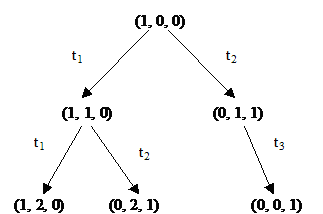 (1, 0, 0)
t1 t2
(1, 1, 0) (0, 1, 1)
t1 t2 t3
(1, 2, 0) (0, 2, 1) (0, 0, 1)